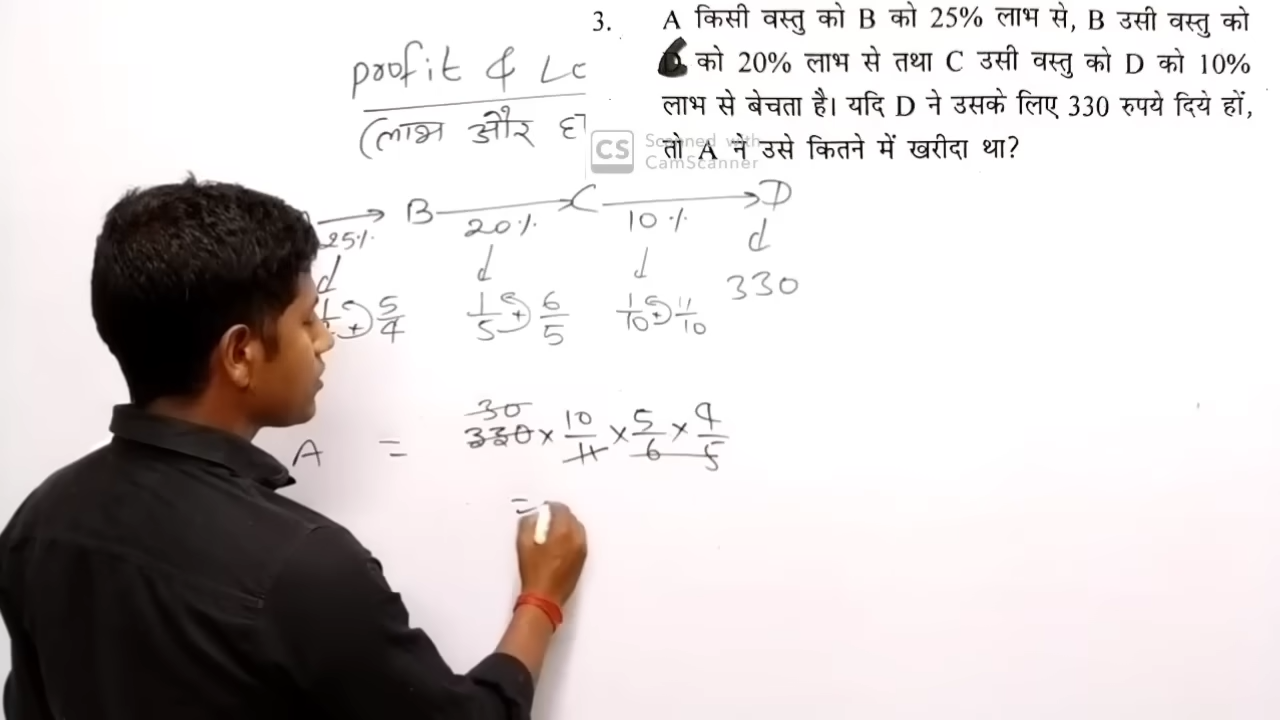 3. A किसी वस्तु को B को 25% लाभ से, B उसी वस्तु को
को 20% लाभ से तथा C उसी वस्तु को D को 10%
लाभ से बेचता है। यदि D ने उसके लिए 330 रुपये दिये हों,
तो A ने उसे कितने में खरीदा था?
profit & Lo
(लाभ और
CS Scanned with
CamScanner
B C D
25% 20% 10%
330
5/4 1/5 + 6/5 1/10 + 11/10
30
A = 330 × 10/11 × 5/6 × 4/5
=